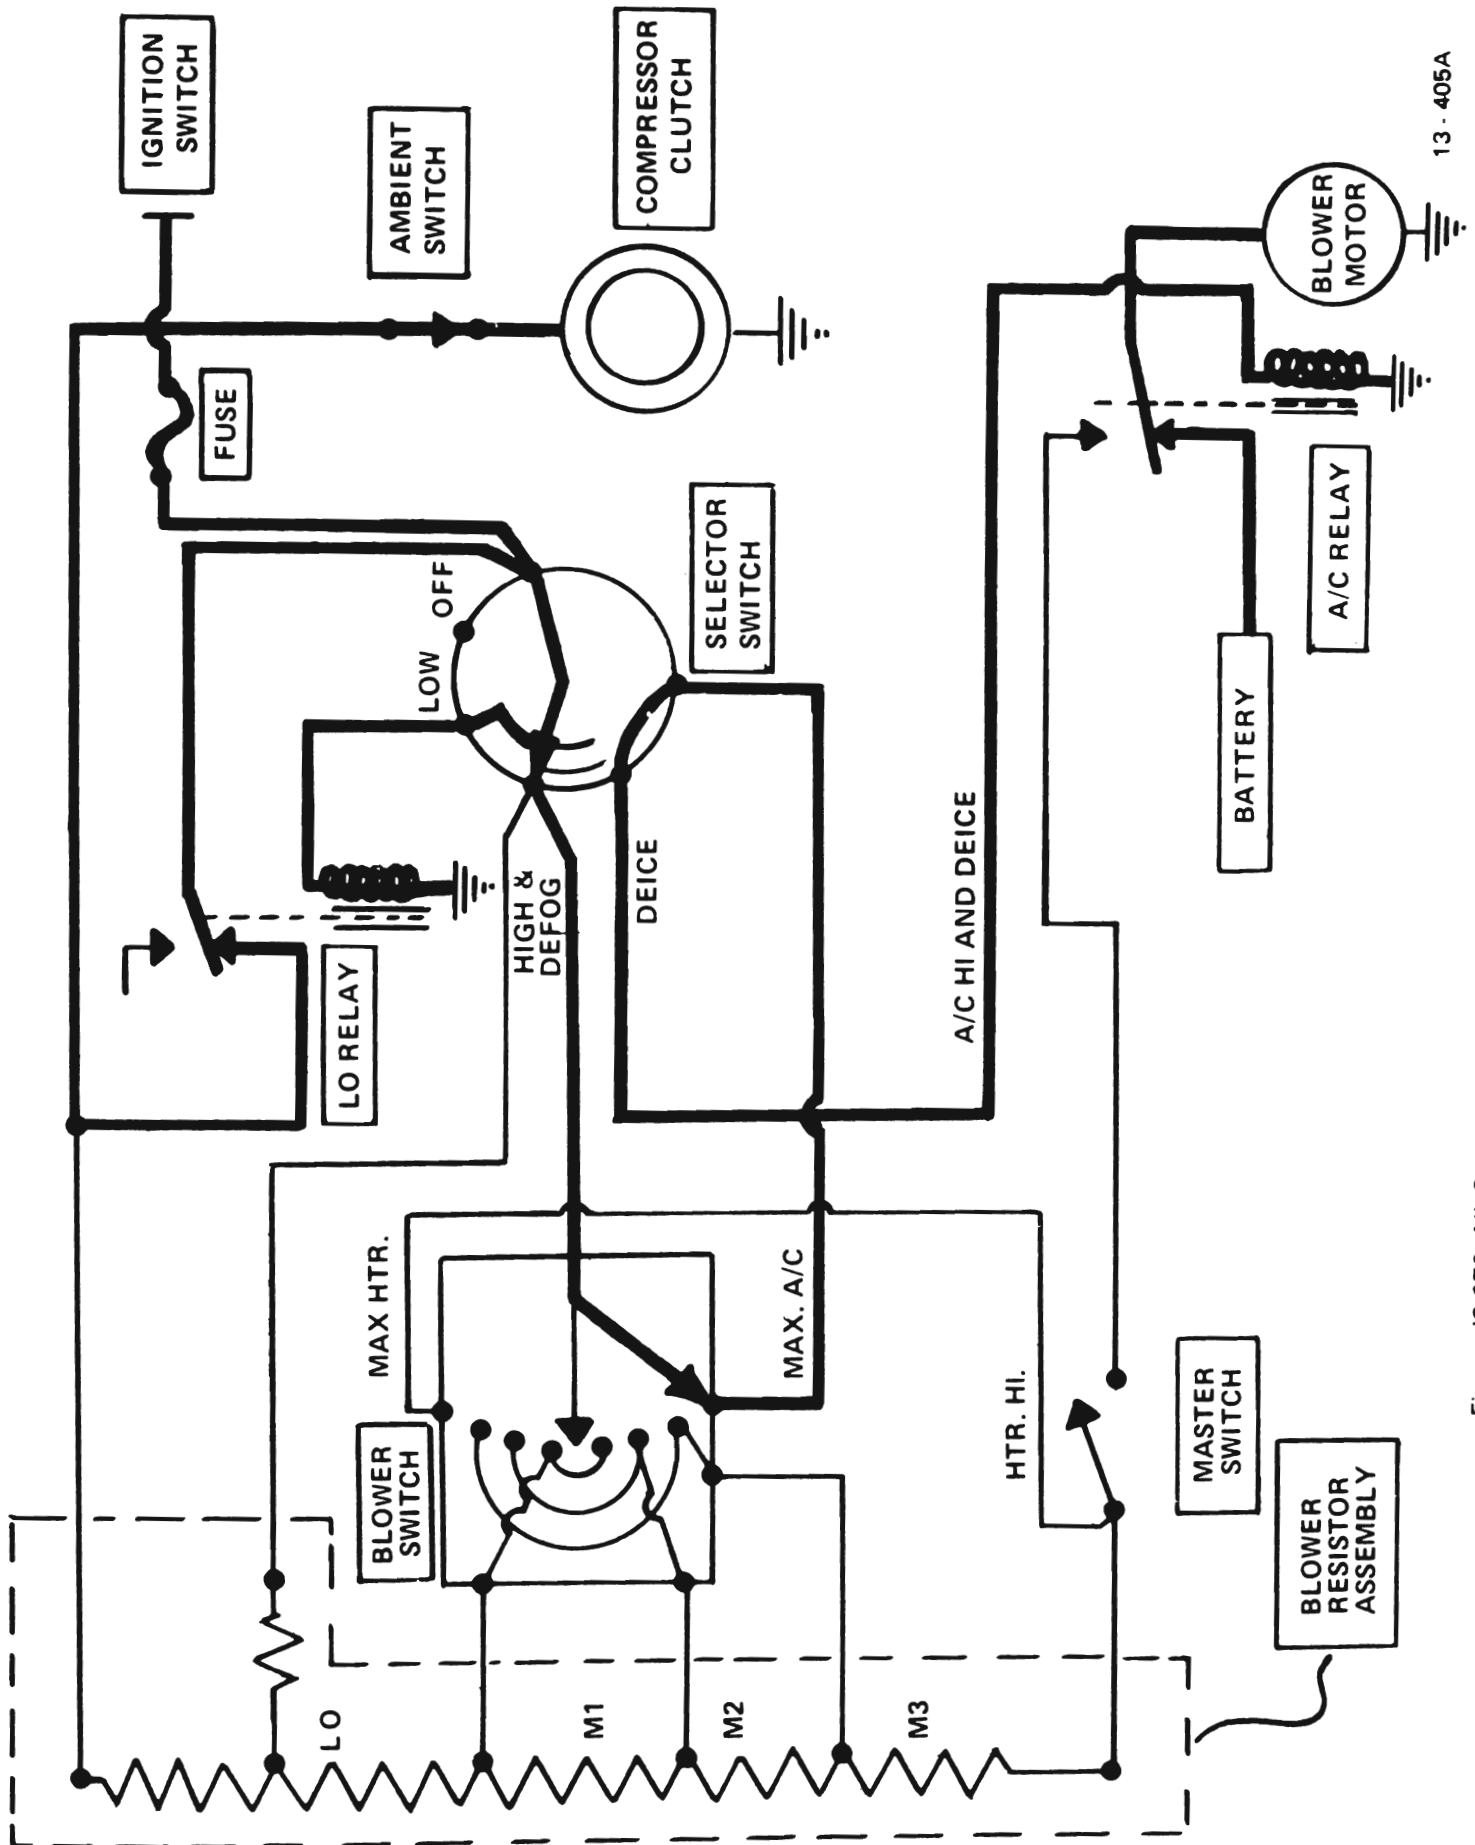 IGNITION
SWITCH
FUSE
LO
LO RELAY
AMBIENT
SWITCH
MAX HTR.
BLOWER
SWITCH
LOW
OFF
HIGH &
DEFOG
M1
DEICE
COMPRESSOR
CLUTCH
SELECTOR
SWITCH
M2
MAX. A/C
M3
A/C HI AND DEICE
HTR. HI.
MASTER
SWITCH
BATTERY
BLOWER
RESISTOR
ASSEMBLY
A/C RELAY
BLOWER
MOTOR
13 - 405A